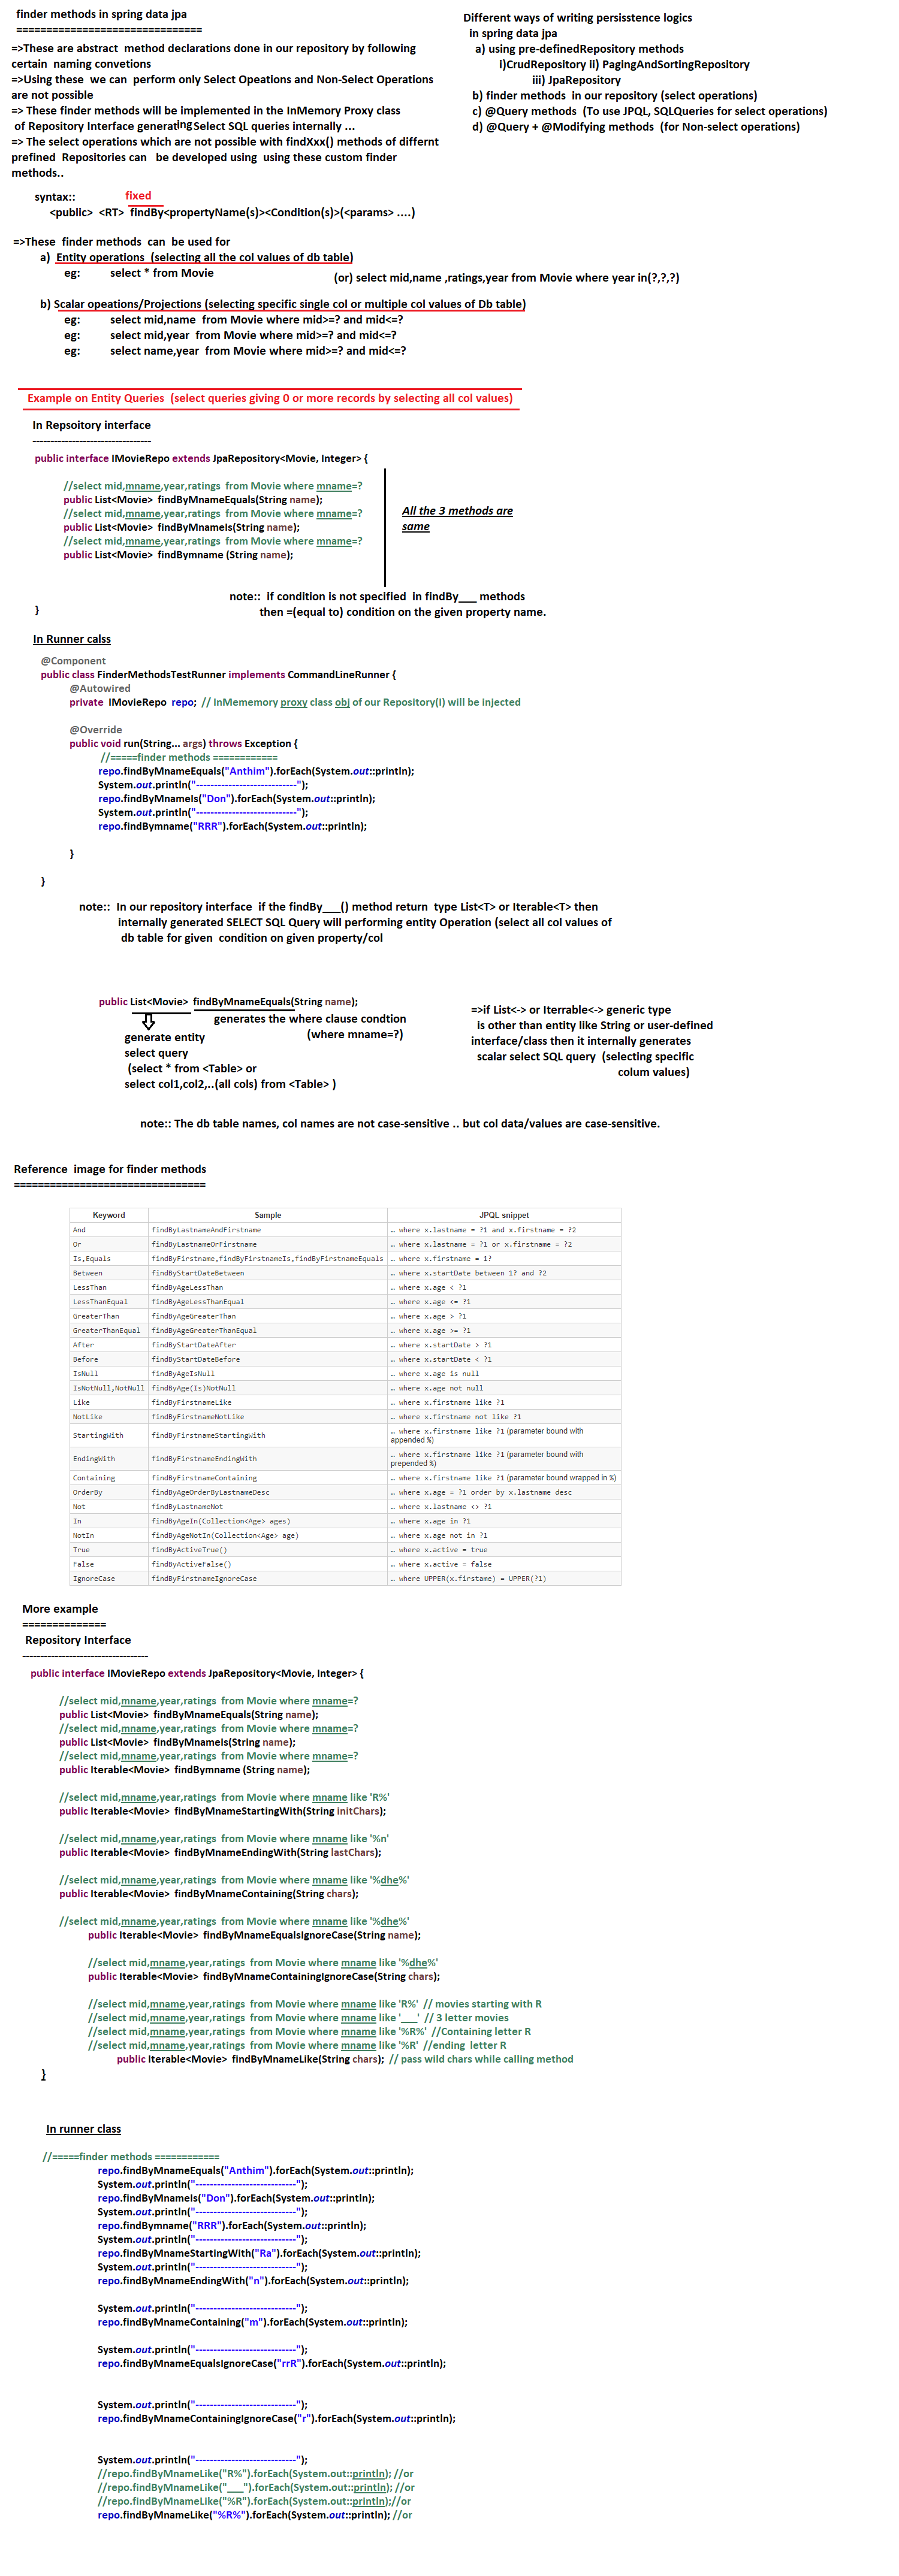 finder methods in spring data jpa
===============================
=>These are abstract  method declarations done in our repository by following
certain  naming convetions
=>Using these  we can  perform only Select Opeations and Non-Select Operations
are not possible
=> These finder methods will be implemented in the InMemory Proxy class
of Repository Interface generating Select SQL queries internally ...
=> The select operations which are not possible with findXxx() methods of differnt
prefined  Repositories can   be developed using  using these custom finder
methods..
Different ways of writing persisstence logics
in spring data jpa
a) using pre-definedRepository methods
i)CrudRepository ii) PagingAndSortingRepository
iii) JpaRepository
b) finder methods  in our repository (select operations)
c) @Query methods  (To use JPQL, SQLQueries for select operations)
d) @Query + @Modifying methods  (for Non-select operations)
syntax::
fixed
<public>  <RT>  findBy<propertyName(s)><Condition(s)>(<params> ....)
=>These  finder methods  can  be used for
a)  Entity operations  (selecting all the col values of db table)
eg:         select * from Movie
(or) select mid,name ,ratings,year from Movie where year in(?,?,?)
b) Scalar opeations/Projections (selecting specific single col or multiple col values of Db table)
eg:         select mid,name  from Movie where mid>=? and mid<=?
eg:         select mid,year  from Movie where mid>=? and mid<=?
eg:         select name,year  from Movie where mid>=? and mid<=?
Example on Entity Queries  (select queries giving 0 or more records by selecting all col values)
In Repsoitory interface
---------------------------------
public interface IMovieRepo extends JpaRepository<Movie, Integer> {
//select mid,mname,year,ratings  from Movie where mname=?
public List<Movie>  findByMnameEquals(String name);
//select mid,mname,year,ratings  from Movie where mname=?
public List<Movie>  findByMnameIs(String name);
//select mid,mname,year,ratings  from Movie where mname=?
public List<Movie>  findBymname (String name);
All the 3 methods are
same
note::  if condition is not specified  in findBy___ methods
then =(equal to) condition on the given property name.
}
In Runner calss
@Component
public class FinderMethodsTestRunner implements CommandLineRunner {
@Autowired
private  IMovieRepo  repo;  // InMememory proxy class obj of our Repository(I) will be injected
@Override
public void run(String... args) throws Exception {
//=====finder methods ============
repo.findByMnameEquals("Anthim").forEach(System.out::println);
System.out.println("----------------------------");
repo.findByMnameIs("Don").forEach(System.out::println);
System.out.println("----------------------------");
repo.findBymname("RRR").forEach(System.out::println);
}
}
note::  In our repository interface  if the findBy___() method return  type List<T> or Iterable<T> then
internally generated SELECT SQL Query will performing entity Operation (select all col values of
db table for given  condition on given property/col
public List<Movie>  findByMnameEquals(String name);
generates the where clause condtion
(where mname=?)
generate entity
select query
(select * from <Table> or
select col1,col2,..(all cols) from <Table> )
=>if List<-> or Iterrable<-> generic type
is other than entity like String or user-defined
interface/class then it internally generates
scalar select SQL query  (selecting specific
colum values)
note:: The db table names, col names are not case-sensitive .. but col data/values are case-sensitive.
Reference  image for finder methods
================================
Keyword  Sample  JPQL snippet
And  findByLastnameAndFirstname  … where x.lastname = ?1 and x.firstname = ?2
Or  findByLastnameOrFirstname  … where x.lastname = ?1 or x.firstname = ?2
Is,Equals  findByFirstname,findByFirstnameIs,findByFirstnameEquals  … where x.firstname = 1?
Between  findByStartDateBetween  … where x.startDate between 1? and ?2
LessThan  findByAgeLessThan  … where x.age < ?1
LessThanEqual  findByAgeLessThanEqual  … where x.age <= ?1
GreaterThan  findByAgeGreaterThan  … where x.age > ?1
GreaterThanEqual  findByAgeGreaterThanEqual  … where x.age >= ?1
After  findByStartDateAfter  … where x.startDate > ?1
Before  findByStartDateBefore  … where x.startDate < ?1
IsNull  findByAgeIsNull  … where x.age is null
IsNotNull,NotNull  findByAge(Is)NotNull  … where x.age not null
Like  findByFirstnameLike  … where x.firstname like ?1
NotLike  findByFirstnameNotLike  … where x.firstname not like ?1
StartingWith  findByFirstnameStartingWith  … where x.firstname like ?1 (parameter bound with
appended %)
EndingWith  findByFirstnameEndingWith  … where x.firstname like ?1 (parameter bound with
prepended %)
Containing  findByFirstnameContaining  … where x.firstname like ?1 (parameter bound wrapped in %)
OrderBy  findByAgeOrderByLastnameDesc  … where x.age = ?1 order by x.lastname desc
Not  findByLastnameNot  … where x.lastname <> ?1
In  findByAgeIn(Collection<Age> ages)  … where x.age in ?1
NotIn  findByAgeNotIn(Collection<Age> age)  … where x.age not in ?1
True  findByActiveTrue()  … where x.active = true
False  findByActiveFalse()  … where x.active = false
IgnoreCase  findByFirstnameIgnoreCase  … where UPPER(x.firstame) = UPPER(?1)
More example
==============
Repository Interface
-----------------------------------
public interface IMovieRepo extends JpaRepository<Movie, Integer> {
//select mid,mname,year,ratings  from Movie where mname=?
public List<Movie>  findByMnameEquals(String name);
//select mid,mname,year,ratings  from Movie where mname=?
public List<Movie>  findByMnameIs(String name);
//select mid,mname,year,ratings  from Movie where mname=?
public Iterable<Movie>  findBymname (String name);
//select mid,mname,year,ratings  from Movie where mname like 'R%'
public Iterable<Movie>  findByMnameStartingWith(String initChars);
//select mid,mname,year,ratings  from Movie where mname like '%n'
public Iterable<Movie>  findByMnameEndingWith(String lastChars);
//select mid,mname,year,ratings  from Movie where mname like '%dhe%'
public Iterable<Movie>  findByMnameContaining(String chars);
//select mid,mname,year,ratings  from Movie where mname like '%dhe%'
public Iterable<Movie>  findByMnameEqualsIgnoreCase(String name);
//select mid,mname,year,ratings  from Movie where mname like '%dhe%'
public Iterable<Movie>  findByMnameContainingIgnoreCase(String chars);
//select mid,mname,year,ratings  from Movie where mname like 'R%'  // movies starting with R
//select mid,mname,year,ratings  from Movie where mname like '___'  // 3 letter movies
//select mid,mname,year,ratings  from Movie where mname like '%R%'  //Containing letter R
//select mid,mname,year,ratings  from Movie where mname like '%R'  //ending  letter R
public Iterable<Movie>  findByMnameLike(String chars);  // pass wild chars while calling method
}
In runner class
//=====finder methods ============
repo.findByMnameEquals("Anthim").forEach(System.out::println);
System.out.println("----------------------------");
repo.findByMnameIs("Don").forEach(System.out::println);
System.out.println("----------------------------");
repo.findBymname("RRR").forEach(System.out::println);
System.out.println("----------------------------");
repo.findByMnameStartingWith("Ra").forEach(System.out::println);
System.out.println("----------------------------");
repo.findByMnameEndingWith("n").forEach(System.out::println);
System.out.println("----------------------------");
repo.findByMnameContaining("m").forEach(System.out::println);
System.out.println("----------------------------");
repo.findByMnameEqualsIgnoreCase("rrR").forEach(System.out::println);
System.out.println("----------------------------");
repo.findByMnameContainingIgnoreCase("r").forEach(System.out::println);
System.out.println("----------------------------");
//repo.findByMnameLike("R%").forEach(System.out::println); //or
//repo.findByMnameLike("___").forEach(System.out::println); //or
//repo.findByMnameLike("%R").forEach(System.out::println);//or
repo.findByMnameLike("%R%").forEach(System.out::println); //or